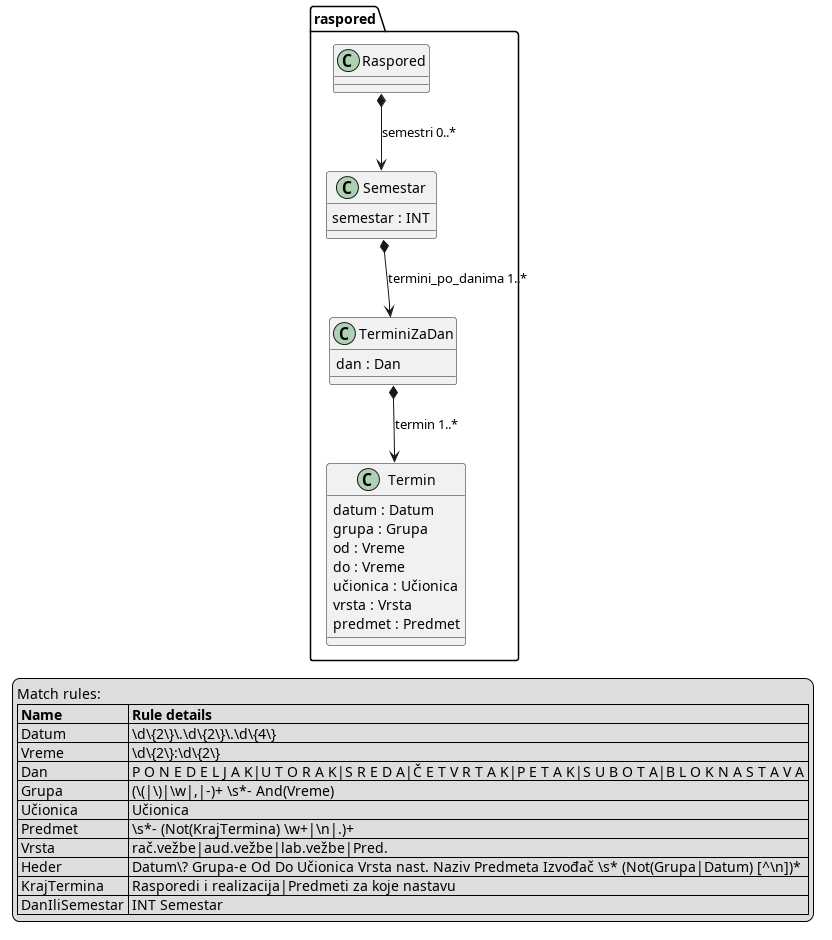 raspored
C Raspored
semestri 0..*
C Semestar
semestar : INT
termini_po_danima 1..*
C TerminiZaDan
dan : Dan
termin 1..*
C Termin
datum : Datum
grupa : Grupa
od : Vreme
do : Vreme
učionica : Učionica
vrsta : Vrsta
predmet : Predmet
Match rules:
Name Rule details
Datum \d\{2\}\.\d\{2\}\.\d\{4\}
Vreme \d\{2\}:\d\{2\}
Dan P O N E D E L J A K|U T O R A K|S R E D A|Č E T V R T A K|P E T A K|S U B O T A|B L O K N A S T A V A
Grupa (\(|\)|\w|,|-)+ \s*- And(Vreme)
Učionica Učionica
Predmet \s*- (Not(KrajTermina) \w+|\n|.)+
Vrsta rač.vežbe|aud.vežbe|lab.vežbe|Pred.
Heder Datum\? Grupa-e Od Do Učionica Vrsta nast. Naziv Predmeta Izvođač \s* (Not(Grupa|Datum) [^\n])*
KrajTermina Rasporedi i realizacija|Predmeti za koje nastavu
DanIliSemestar INT Semestar